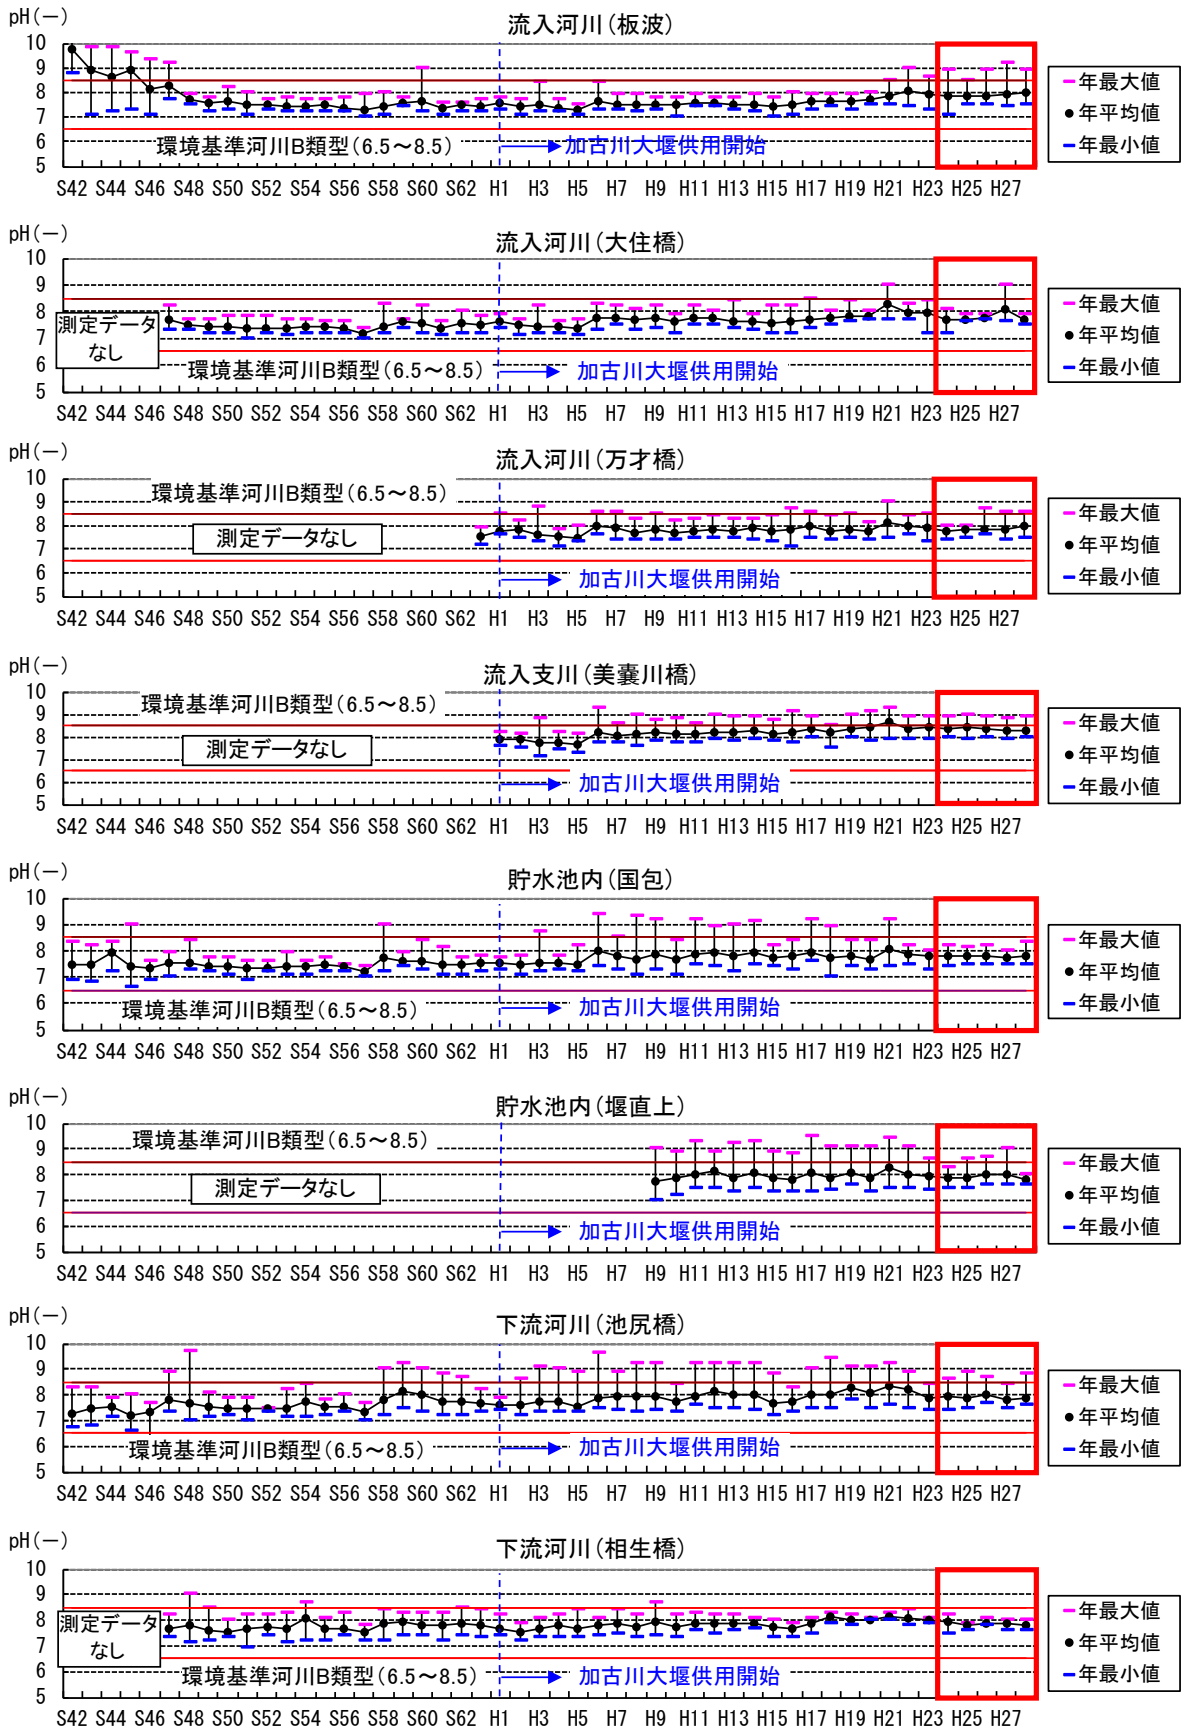 pH(－)
流入河川(板波)
10
9
8
7
6
5
環境基準河川B類型(6.5～8.5)
加古川大堰供用開始
年最大値
年平均値
年最小値
S42 S44 S46 S48 S50 S52 S54 S56 S58 S60 S62 H1 H3 H5 H7 H9 H11 H13 H15 H17 H19 H21 H23 H25 H27
pH(－)
流入河川(大住橋)
10
9
8
7
6
5
測定データ
なし
環境基準河川B類型(6.5～8.5)
加古川大堰供用開始
年最大値
年平均値
年最小値
S42 S44 S46 S48 S50 S52 S54 S56 S58 S60 S62 H1 H3 H5 H7 H9 H11 H13 H15 H17 H19 H21 H23 H25 H27
pH(－)
流入河川(万才橋)
10
9
8
7
6
5
環境基準河川B類型(6.5～8.5)
測定データなし
加古川大堰供用開始
年最大値
年平均値
年最小値
S42 S44 S46 S48 S50 S52 S54 S56 S58 S60 S62 H1 H3 H5 H7 H9 H11 H13 H15 H17 H19 H21 H23 H25 H27
pH(－)
流入支川(美嚢川橋)
10
9
8
7
6
5
環境基準河川B類型(6.5～8.5)
測定データなし
加古川大堰供用開始
年最大値
年平均値
年最小値
S42 S44 S46 S48 S50 S52 S54 S56 S58 S60 S62 H1 H3 H5 H7 H9 H11 H13 H15 H17 H19 H21 H23 H25 H27
pH(－)
貯水池内(国包)
10
9
8
7
6
5
環境基準河川B類型(6.5～8.5)
加古川大堰供用開始
年最大値
年平均値
年最小値
S42 S44 S46 S48 S50 S52 S54 S56 S58 S60 S62 H1 H3 H5 H7 H9 H11 H13 H15 H17 H19 H21 H23 H25 H27
pH(－)
貯水池内(堰直上)
10
9
8
7
6
5
環境基準河川B類型(6.5～8.5)
測定データなし
加古川大堰供用開始
年最大値
年平均値
年最小値
S42 S44 S46 S48 S50 S52 S54 S56 S58 S60 S62 H1 H3 H5 H7 H9 H11 H13 H15 H17 H19 H21 H23 H25 H27
pH(－)
下流河川(池尻橋)
10
9
8
7
6
5
環境基準河川B類型(6.5～8.5)
加古川大堰供用開始
年最大値
年平均値
年最小値
S42 S44 S46 S48 S50 S52 S54 S56 S58 S60 S62 H1 H3 H5 H7 H9 H11 H13 H15 H17 H19 H21 H23 H25 H27
pH(－)
下流河川(相生橋)
10
9
8
7
6
5
測定データ
なし
環境基準河川B類型(6.5～8.5)
加古川大堰供用開始
年最大値
年平均値
年最小値
S42 S44 S46 S48 S50 S52 S54 S56 S58 S60 S62 H1 H3 H5 H7 H9 H11 H13 H15 H17 H19 H21 H23 H25 H27